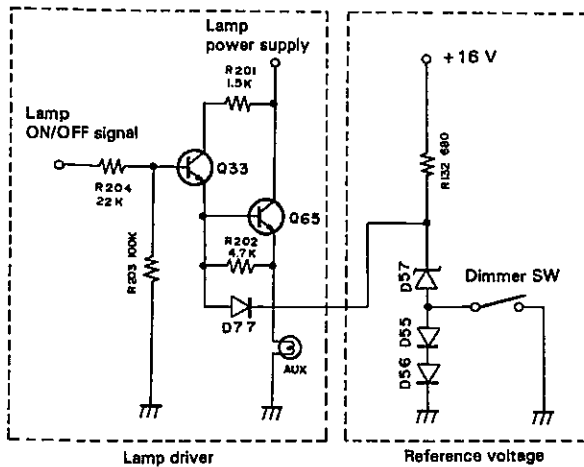 Lamp
power supply
R201
1.5K
Lamp
ON/OFF signal
Q33
R204
22K
Q65
R202
4.7K
R203 100K
D77
AUX
Lamp driver
+16 V
R132 680
D57
Dimmer SW
D55
D56
Reference voltage